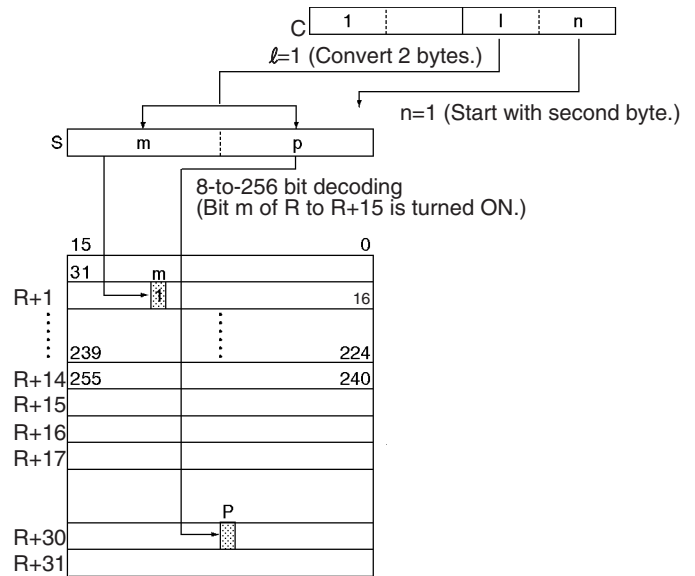 C 1 l n
ℓ=1 (Convert 2 bytes.)
n=1 (Start with second byte.)
S m p
8-to-256 bit decoding
(Bit m of R to R+15 is turned ON.)
15 0
31 m
R+1 1 16
239 224
R+14 255 240
R+15
R+16
R+17
P
R+30
R+31